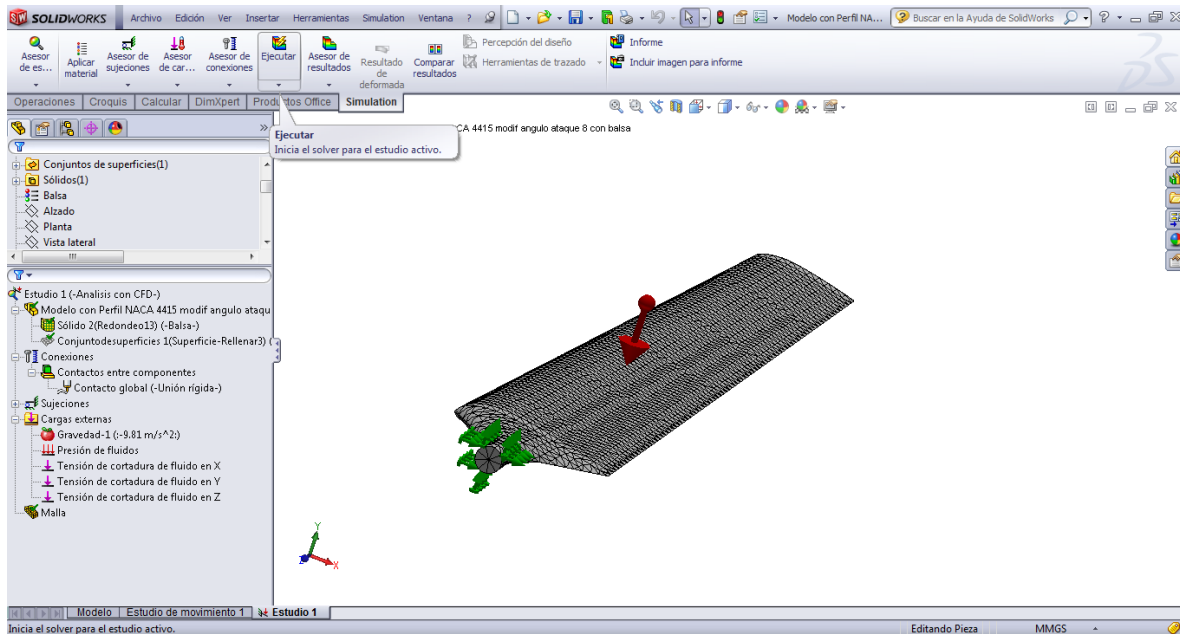 SOLIDWORKS Archivo Edición Ver Insertar Herramientas Simulation Ventana ? Modelo con Perfil NA... Buscar en la Ayuda de SolidWorks
Asesor de es...
Aplicar material
Asesor de sujeciones
Asesor de car...
Asesor de conexiones
Ejecutar
Asesor de resultados
Resultado de deformada
Comparar resultados
Percepción del diseño
Herramientas de trazado
Informe
Incluir imagen para informe
Operaciones Croquis Calcular DimXpert Productos Office Simulation
CA 4415 modif angulo ataque 8 con balsa
Ejecutar
Inicia el solver para el estudio activo.
Conjuntos de superficies(1)
Sólidos(1)
Balsa
Alzado
Planta
Vista lateral
Estudio 1 (-Analisis con CFD-)
Modelo con Perfil NACA 4415 modif angulo ataqu
Sólido 2(Redondeo13) (-Balsa-)
Conjuntodesuperficies 1(Superficie-Rellenar3) (
Conexiones
Contactos entre componentes
Contacto global (-Unión rígida-)
Sujeciones
Cargas externas
Gravedad-1 (:-9.81 m/s^2:)
Presión de fluidos
Tensión de cortadura de fluido en X
Tensión de cortadura de fluido en Y
Tensión de cortadura de fluido en Z
Malla
Y
X
Z
Modelo Estudio de movimiento 1 Estudio 1
Inicia el solver para el estudio activo. Editando Pieza MMGS